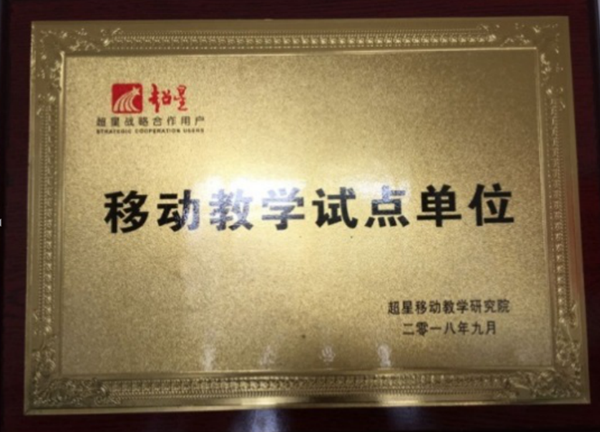 超星
超星战略合作用户
STRATEGIC COOPERATION USERS
移动教学试点单位
超星移动教学研究院
二零一八年九月